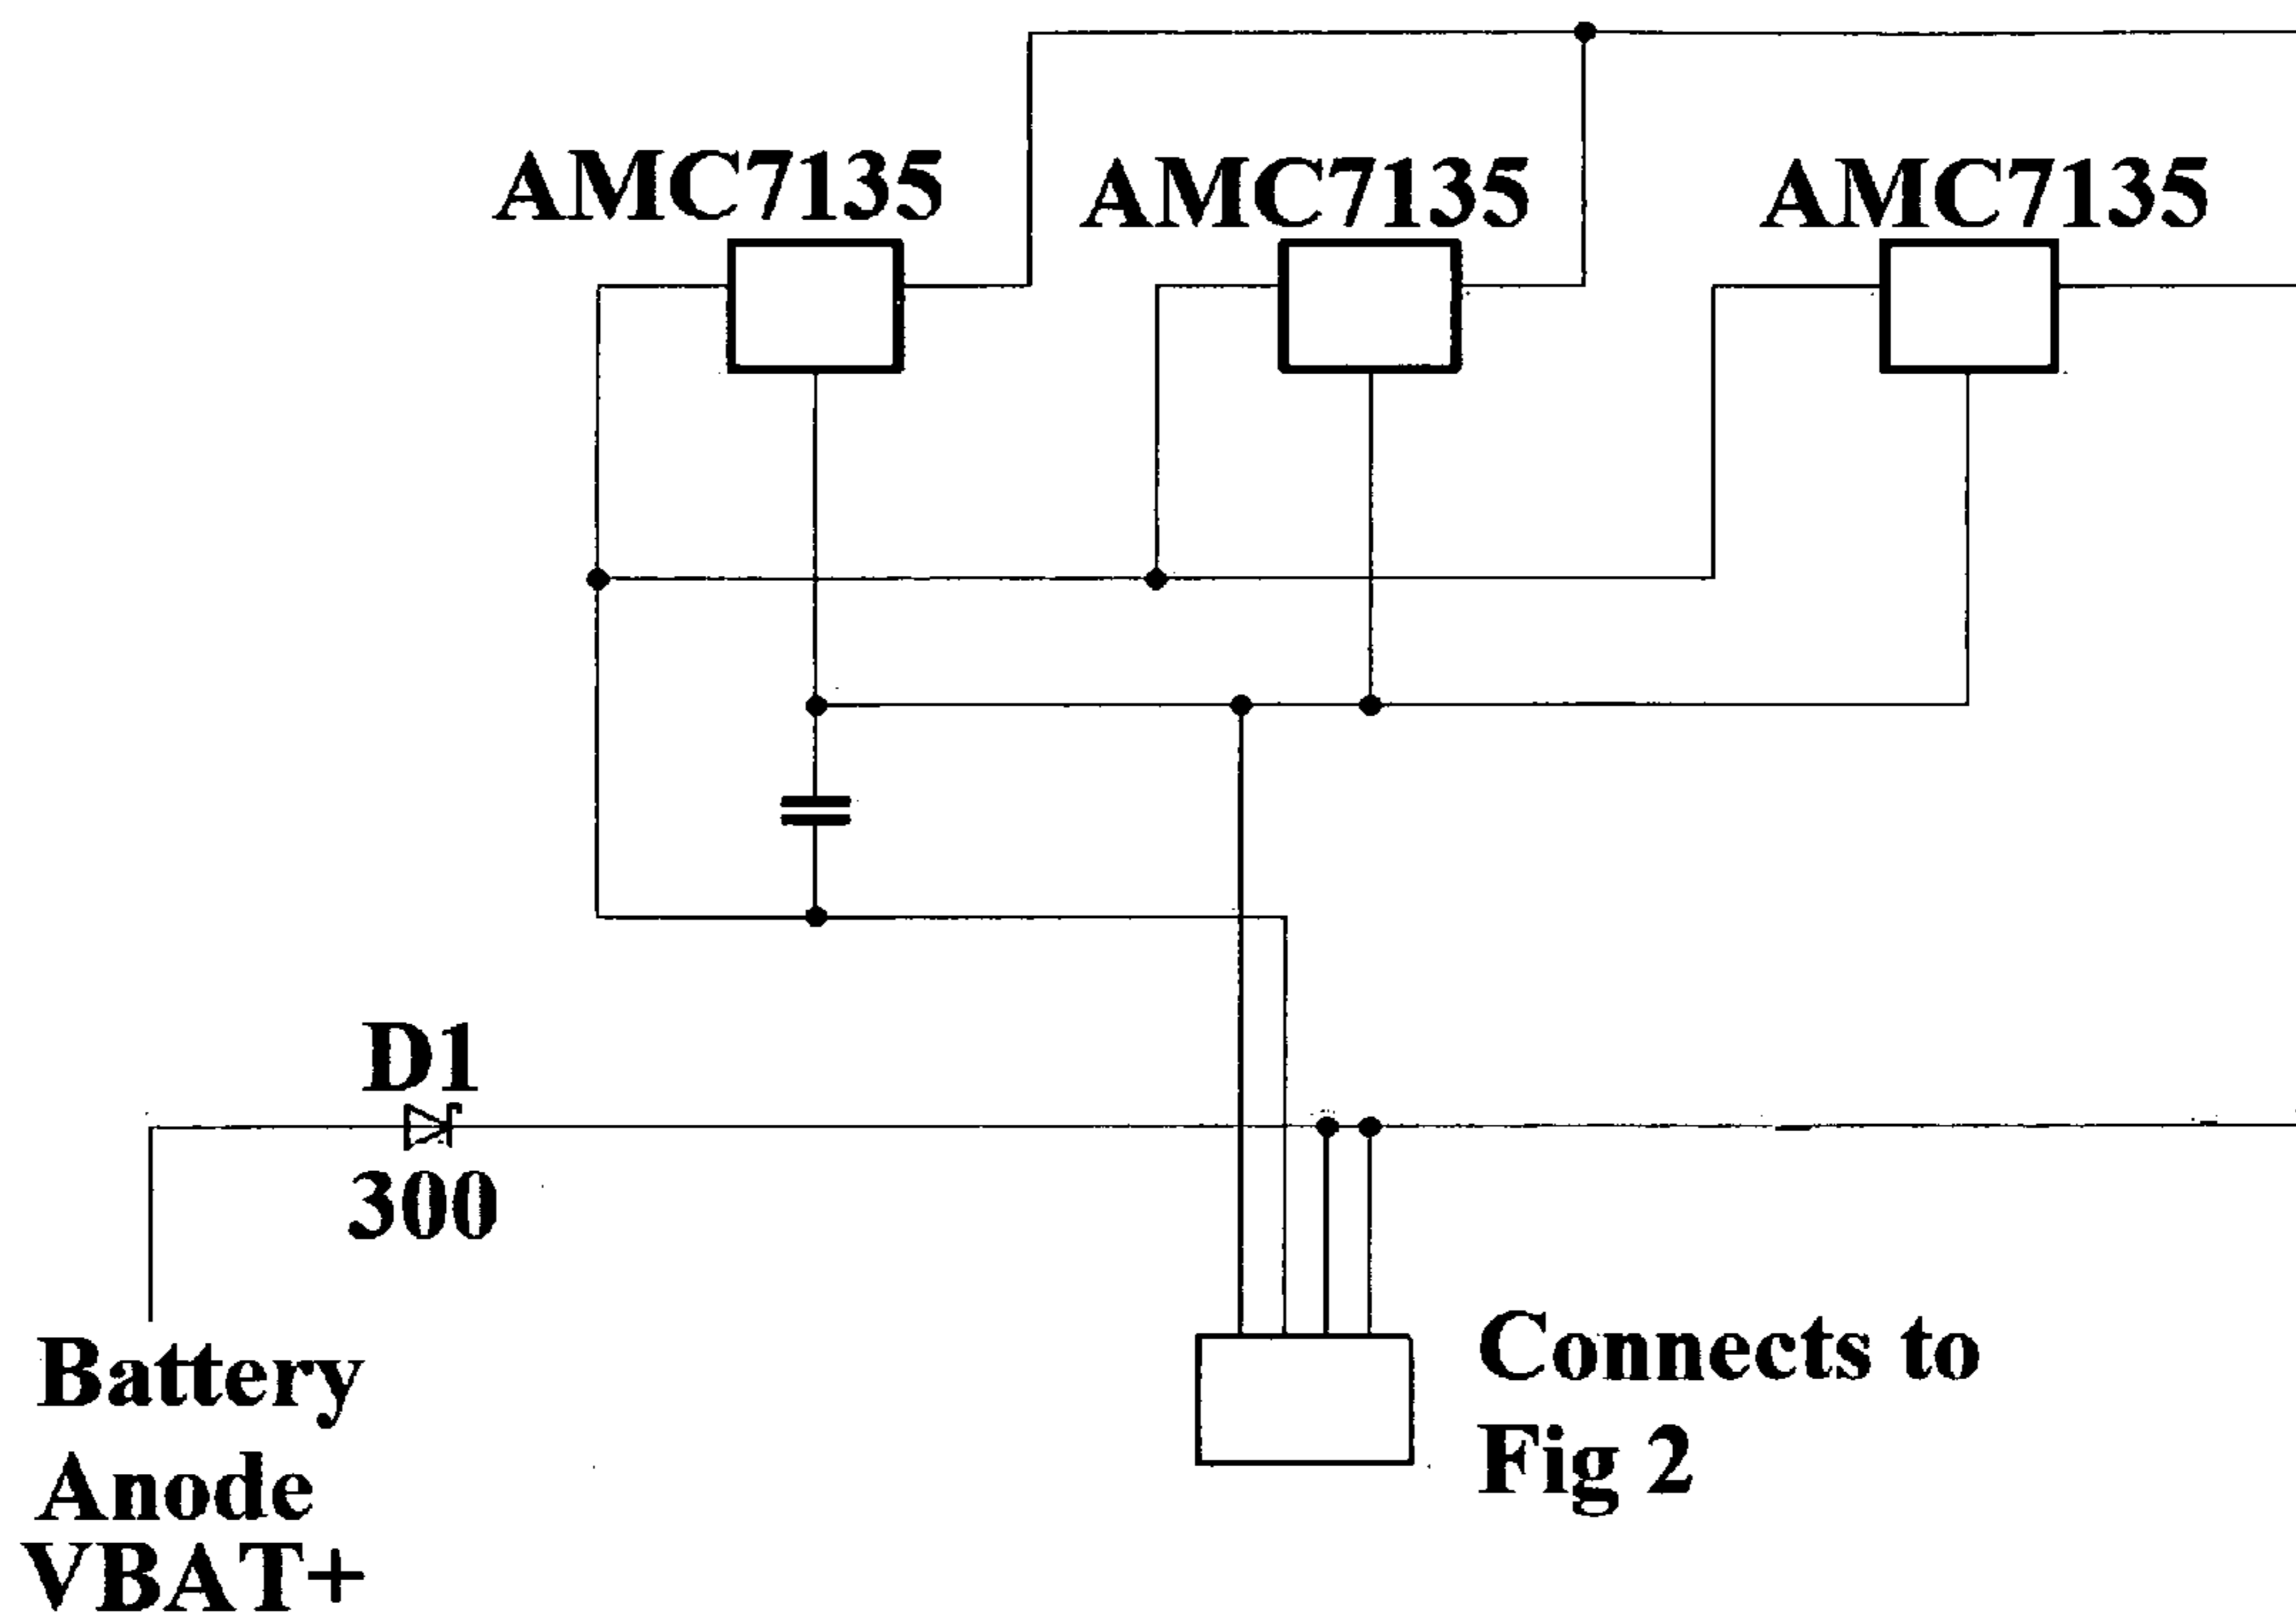 AMC7135
AMC7135
AMC7135
D1
300
Battery
Anode
VBAT+
Connects to
Fig 2